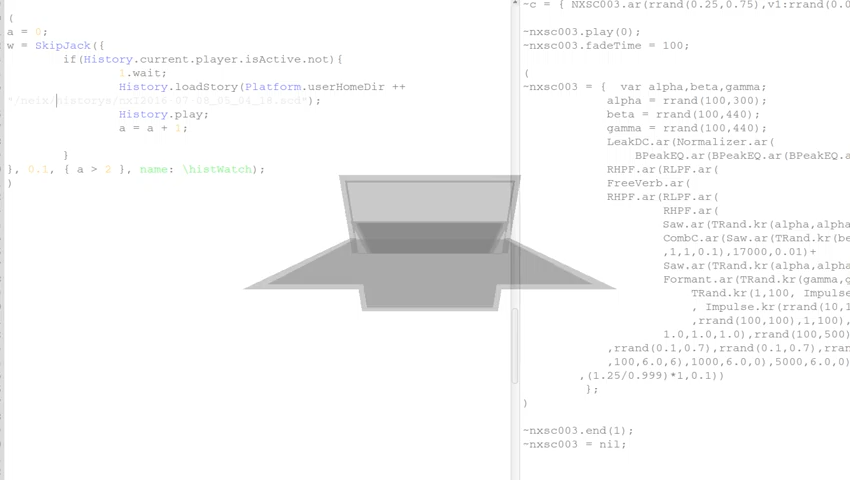 (
a = 0;
w = SkipJack({
if(History.current.player.isActive.not){
1.wait;
History.loadStory(Platform.userHomeDir ++
History.play;
a = a + 1;
}
}, 0.1, { a > 2 }, name: \histWatch);
)
~c = { NXSC003.ar(rrand(0.25,0.75),v1:rrand(0.0
~nxsc003.play(0);
~nxsc003.fadeTime = 100;
(
~nxsc003 = { var alpha,beta,gamma;
alpha = rrand(100,300);
beta = rrand(100,440);
gamma = rrand(100,440);
LeakDC.ar(Normalizer.ar(
BPeakEQ.ar(BPeakEQ.ar(BPeakEQ.a
RHPF.ar(RLPF.ar(
FreeVerb.ar(
RHPF.ar(RLPF.ar(
RHPF.ar(
Saw.ar(TRand.kr(alpha,alpha
CombC.ar(Saw.ar(TRand.kr(be
,1,1,0.1),17000,0.01)+
Saw.ar(TRand.kr(alpha,alpha
Formant.ar(TRand.kr(gamma,g
TRand.kr(1,100, Impulse
, Impulse.kr(rrand(10,1
,rrand(100,100),1,100),
1.0,1.0,1.0),rrand(100,500)
,rrand(0.1,0.7),rrand(0.1,0.7),rran
,100,6.0,6),1000,6.0,0),5000,6.0,0)
,(1.25/0.999)*1,0.1))
};
)
~nxsc003.end(1);
~nxsc003 = nil;